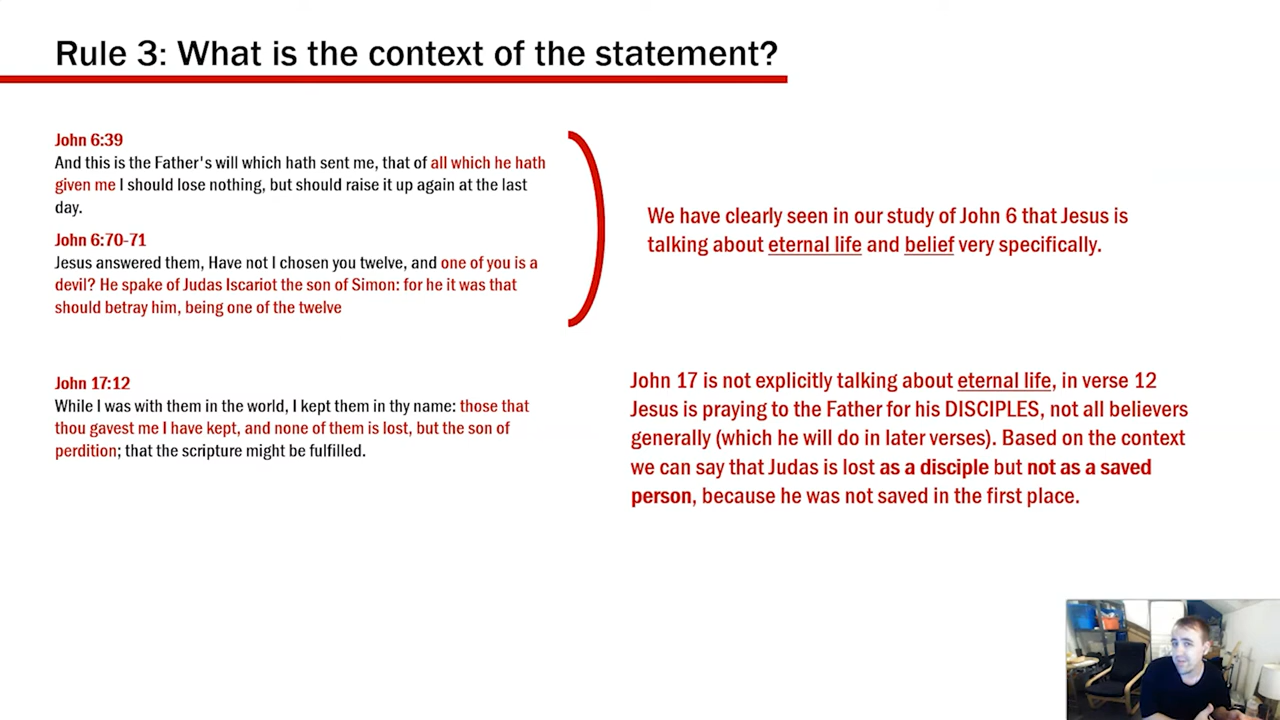 Rule 3: What is the context of the statement?
John 6:39
And this is the Father's will which hath sent me, that of all which he hath
given me I should lose nothing, but should raise it up again at the last
day.
John 6:70-71
Jesus answered them, Have not I chosen you twelve, and one of you is a
devil? He spake of Judas Iscariot the son of Simon: for he it was that
should betray him, being one of the twelve
We have clearly seen in our study of John 6 that Jesus is
talking about eternal life and belief very specifically.
John 17:12
While I was with them in the world, I kept them in thy name: those that
thou gavest me I have kept, and none of them is lost, but the son of
perdition; that the scripture might be fulfilled.
John 17 is not explicitly talking about eternal life, in verse 12
Jesus is praying to the Father for his DISCIPLES, not all believers
generally (which he will do in later verses). Based on the context
we can say that Judas is lost as a disciple but not as a saved
person, because he was not saved in the first place.